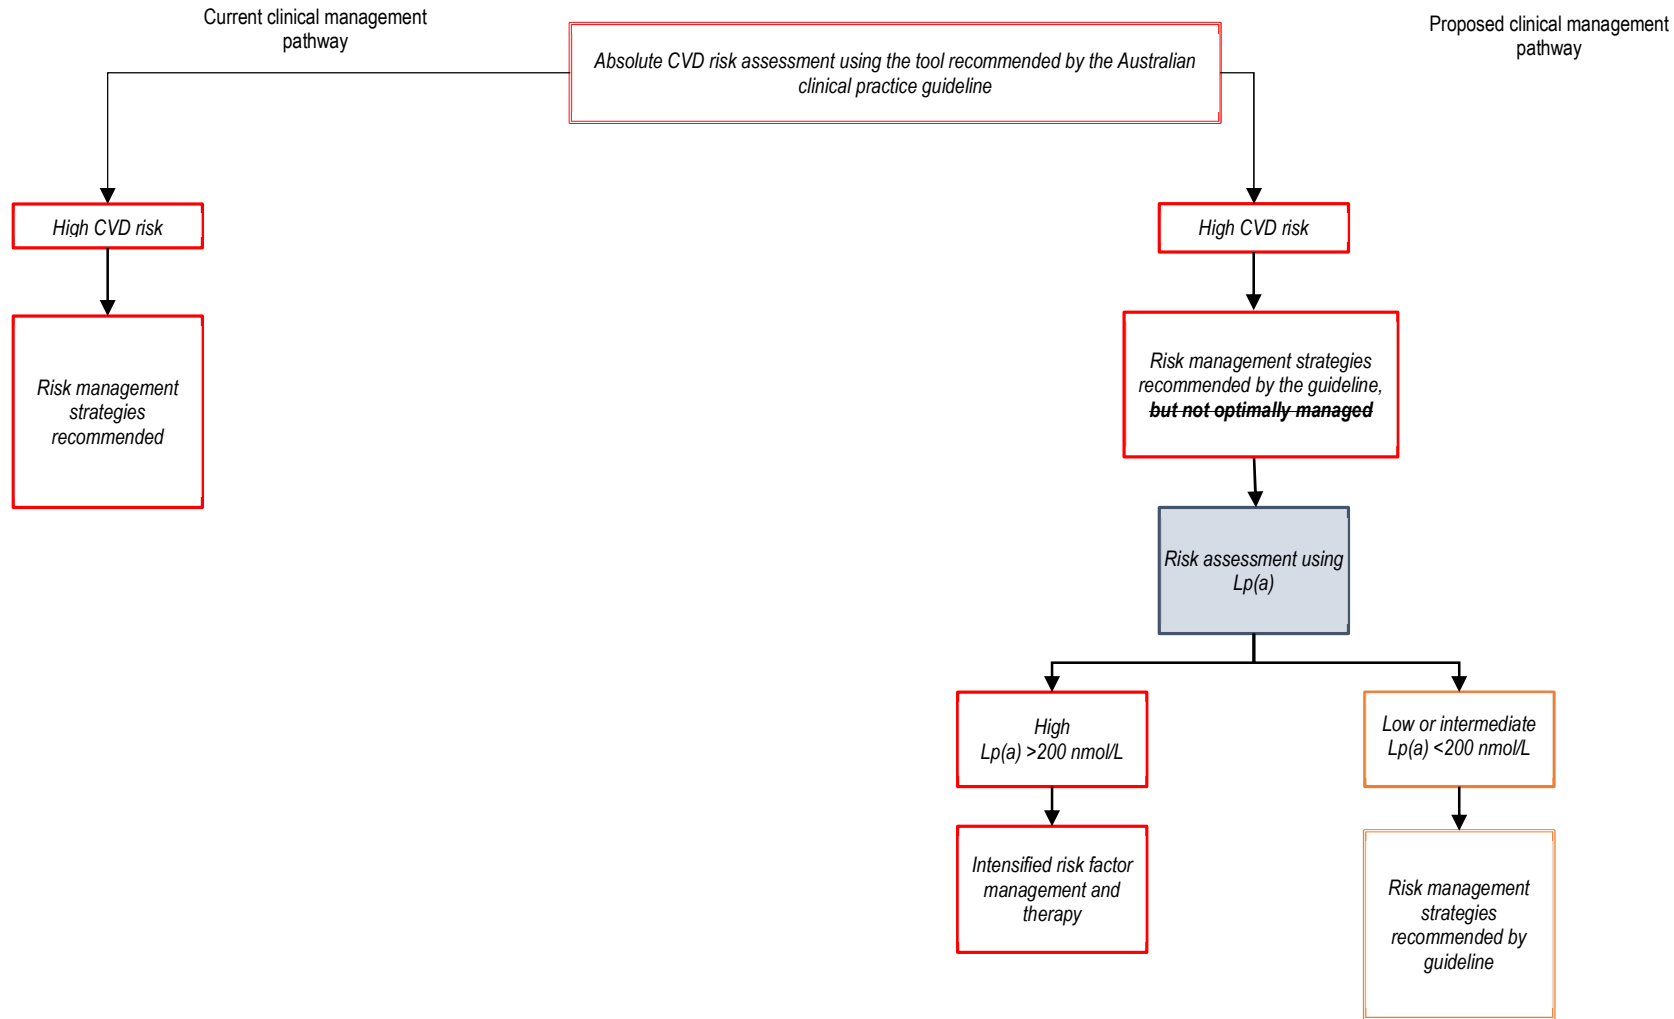 Current clinical management
pathway
Proposed clinical management
pathway
Absolute CVD risk assessment using the tool recommended by the Australian
clinical practice guideline
High CVD risk
High CVD risk
Risk management
strategies
recommended
Risk management strategies
recommended by the guideline,
but not optimally managed
Risk assessment using
Lp(a)
High
Lp(a) >200 nmol/L
Low or intermediate
Lp(a) <200 nmol/L
Intensified risk factor
management and
therapy
Risk management
strategies
recommended by
guideline